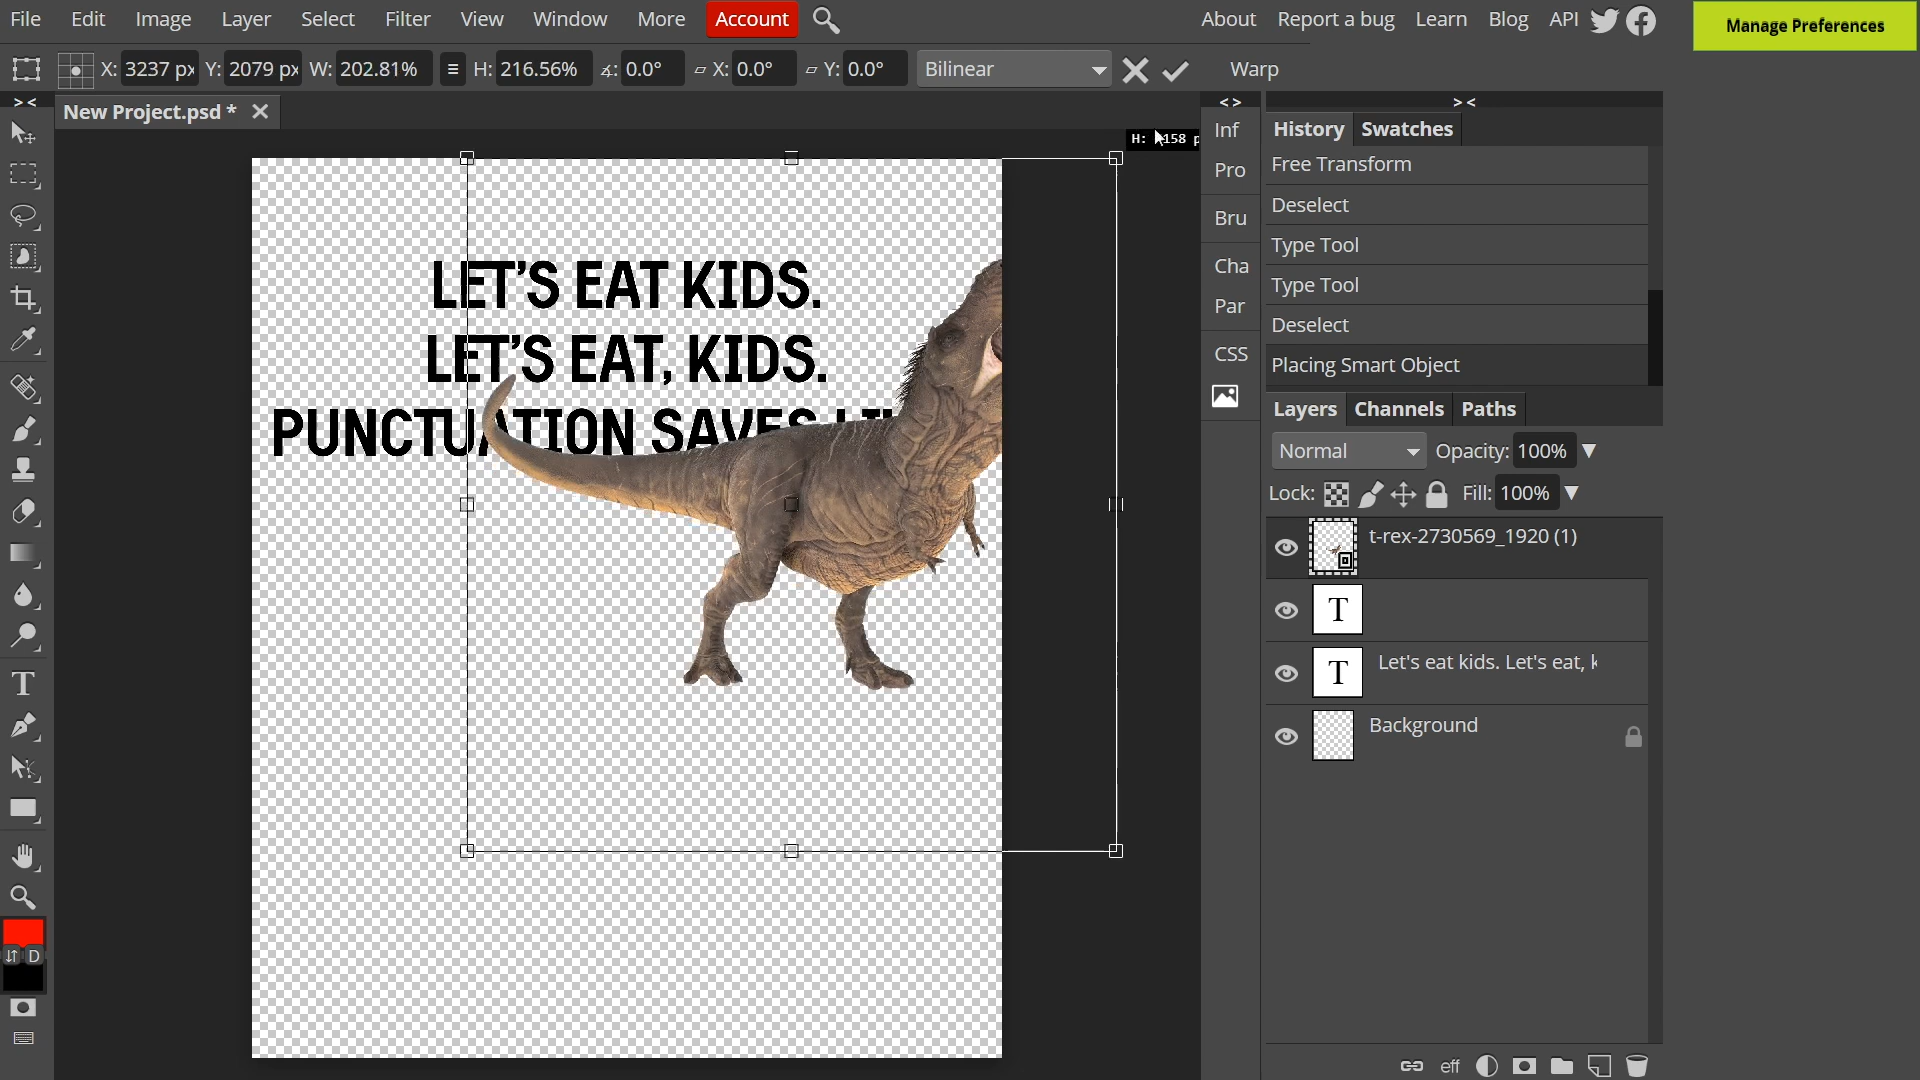 File Edit Image Layer Select Filter View Window More Account About Report a bug Learn Blog API
Manage Preferences
X: 3237 px Y: 2079 px W: 202.81% H: 216.56% 0.0° X: 0.0° Y: 0.0° Bilinear Warp
New Project.psd *
LET'S EAT KIDS.
LET'S EAT, KIDS.
PUNCTUATION SAVES
Inf
Pro
Bru
Cha
Par
CSS
History Swatches
Free Transform
Deselect
Type Tool
Type Tool
Deselect
Placing Smart Object
Layers Channels Paths
Normal Opacity: 100%
Lock: Fill: 100%
t-rex-2730569_1920 (1)
T
T Let's eat kids. Let's eat, k
Background
T
D
eff